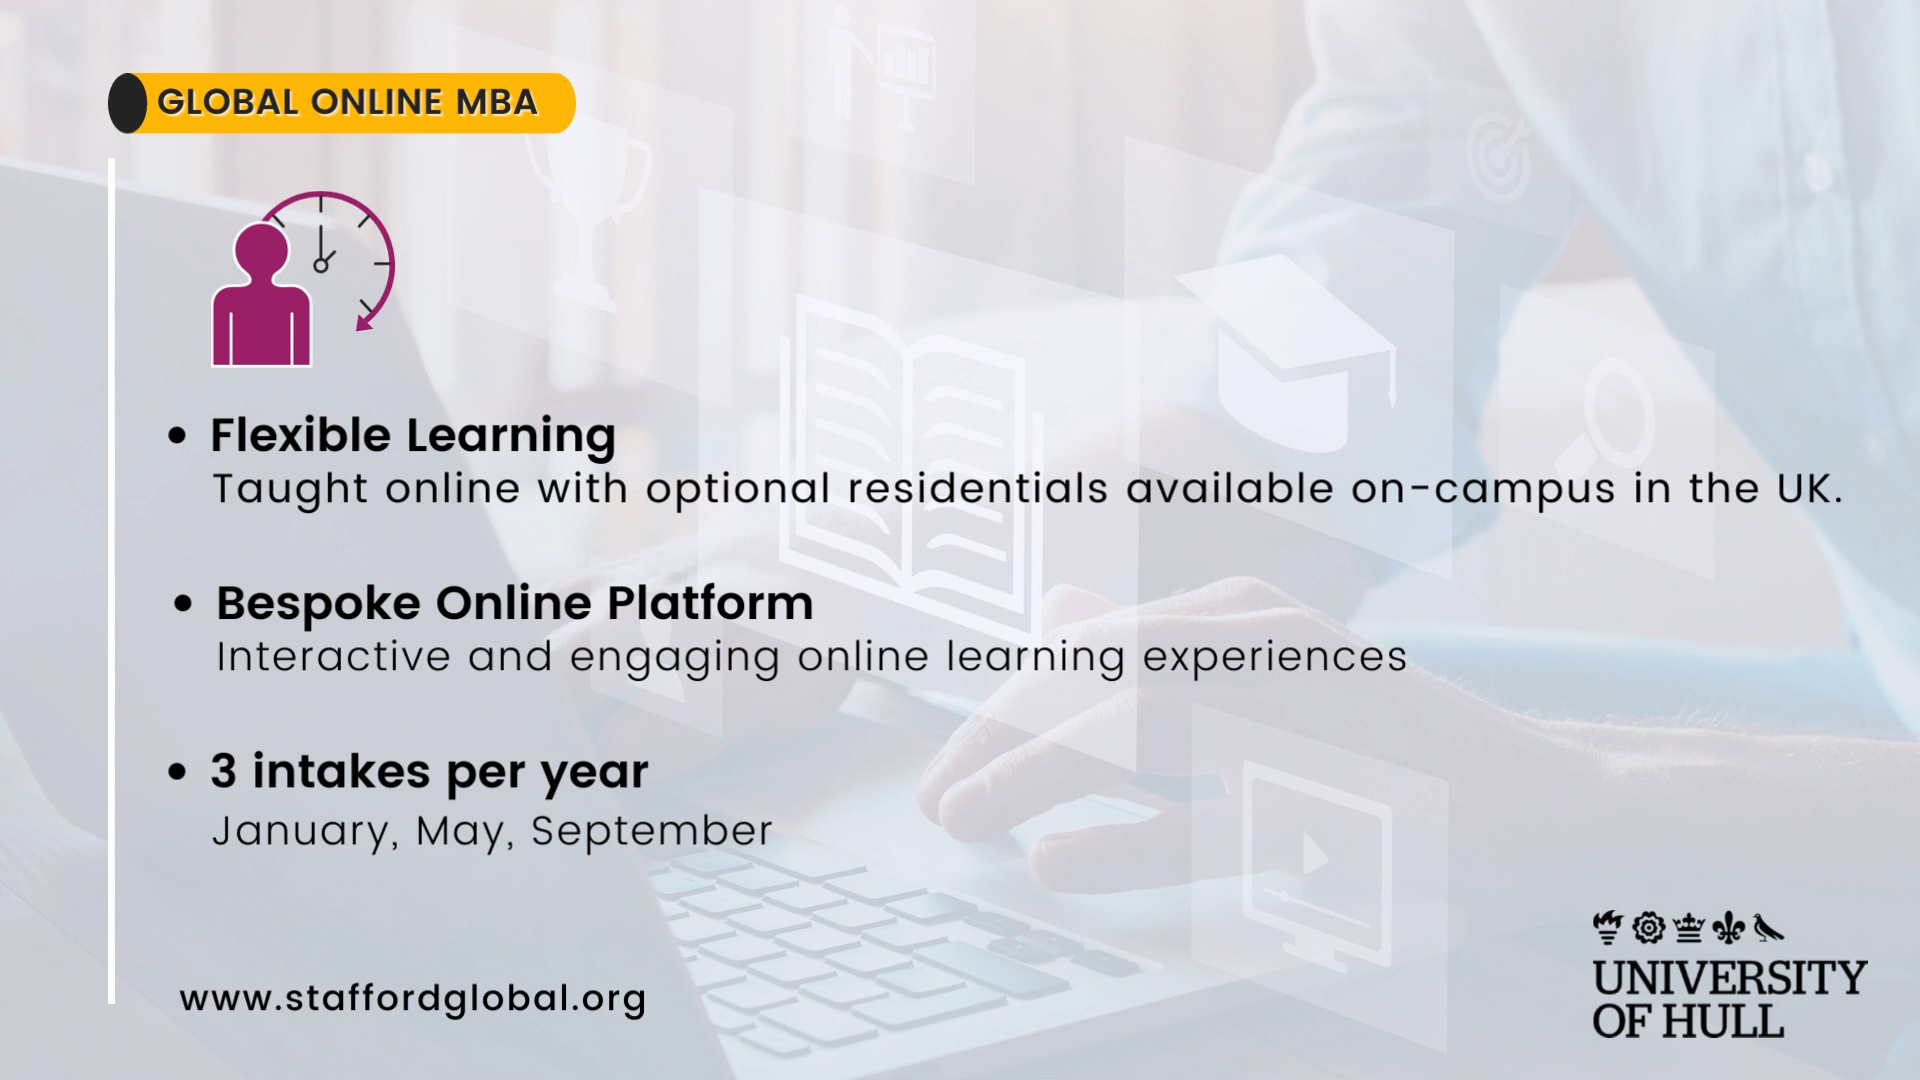 GLOBAL ONLINE MBA
Flexible Learning
Taught online with optional residentials available on-campus in the UK.
Bespoke Online Platform
Interactive and engaging online learning experiences
3 intakes per year
January, May, September
www.staffordglobal.org
UNIVERSITY
OF HULL